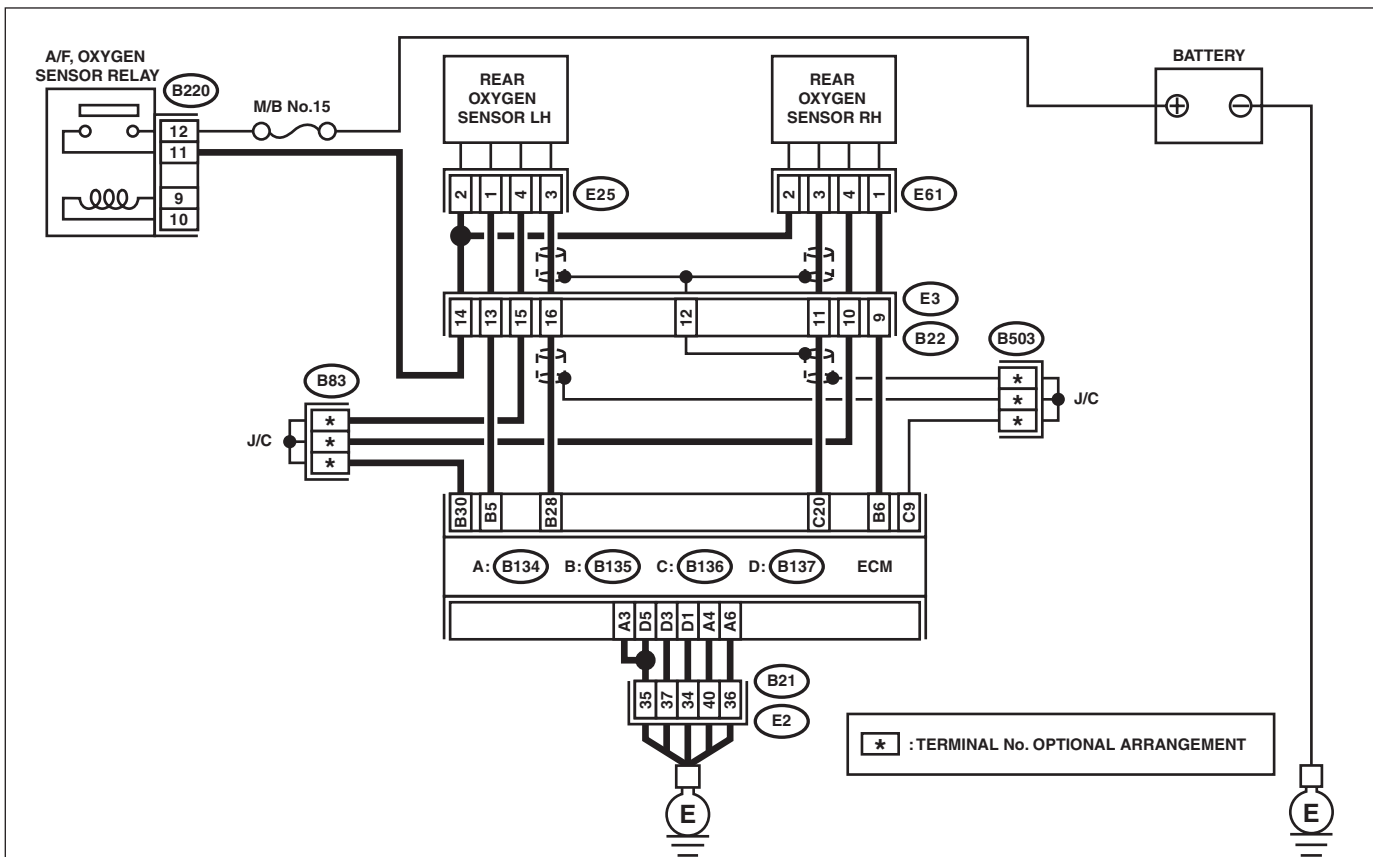 A/F, OXYGEN
SENSOR RELAY
B220
12
11
9
10
M/B No.15
REAR
OXYGEN
SENSOR LH
REAR
OXYGEN
SENSOR RH
BATTERY
2 1 4 3
E25
2 3 4 1
E61
14 13 15 16 12 11 10 9
E3
B22
B503
*
*
*
J/C
B83
*
*
*
J/C
B30 B5 B28 C20 B6 C9
A: B134 B: B135 C: B136 D: B137 ECM
A3 D5 D3 D1 A4 A6
35 37 34 40 36
B21
E2
* : TERMINAL No. OPTIONAL ARRANGEMENT
E
E